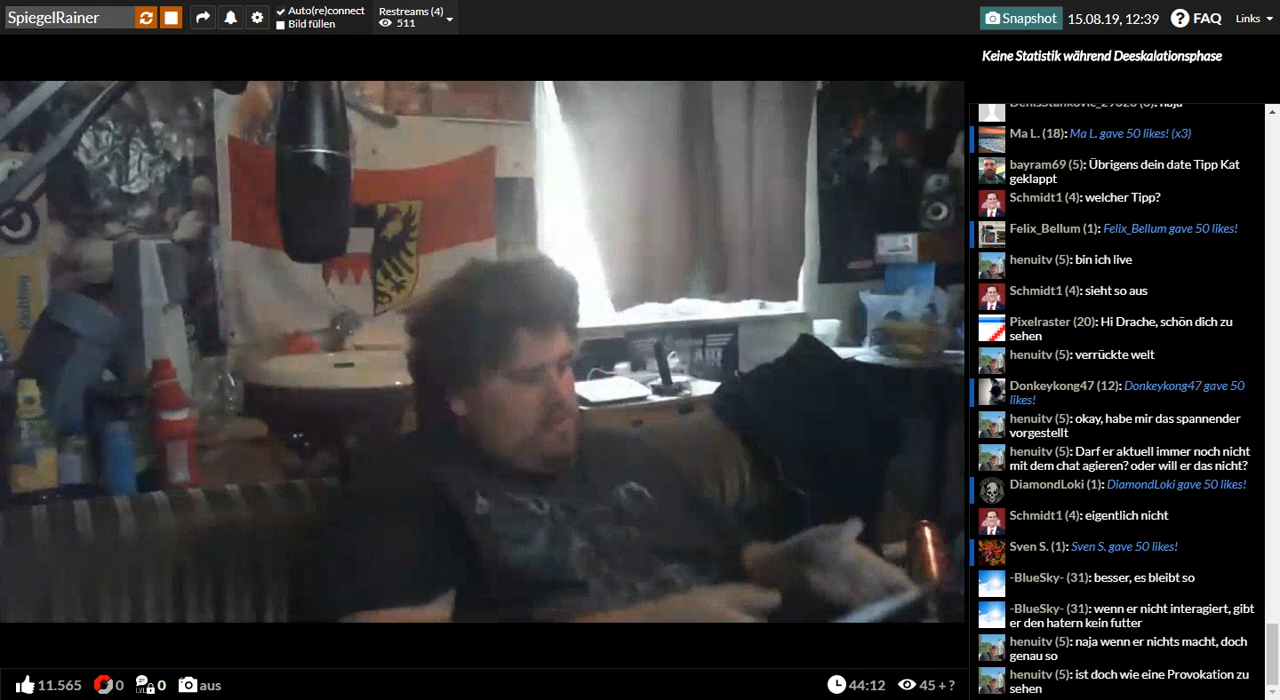 SpiegelRainer
Auto(re)connect
Bild füllen
Restreams (4)
511
Snapshot
15.08.19, 12:39
? FAQ
Links
Keine Statistik während Deeskalationsphase
DenisStankovic_29020 (0): naja
Ma L. (18): Ma L. gave 50 likes! (x3)
bayram69 (5): Übrigens dein date Tipp Kat
geklappt
Schmidt1 (4): welcher Tipp?
Felix_Bellum (1): Felix_Bellum gave 50 likes!
henuitv (5): bin ich live
Schmidt1 (4): sieht so aus
Pixelraster (20): Hi Drache, schön dich zu
sehen
henuitv (5): verrückte welt
Donkeykong47 (12): Donkeykong47 gave 50
likes!
henuitv (5): okay, habe mir das spannender
vorgestellt
henuitv (5): Darf er aktuell immer noch nicht
mit dem chat agieren? oder will er das nicht?
DiamondLoki (1): DiamondLoki gave 50 likes!
Schmidt1 (4): eigentlich nicht
Sven S. (1): Sven S. gave 50 likes!
-BlueSky- (31): besser, es bleibt so
-BlueSky- (31): wenn er nicht interagiert, gibt
er den hatern kein futter
henuitv (5): naja wenn er nichts macht, doch
genau so
henuitv (5): ist doch wie eine Provokation zu
sehen
11.565
0
LVL
0
aus
44:12
45 + ?